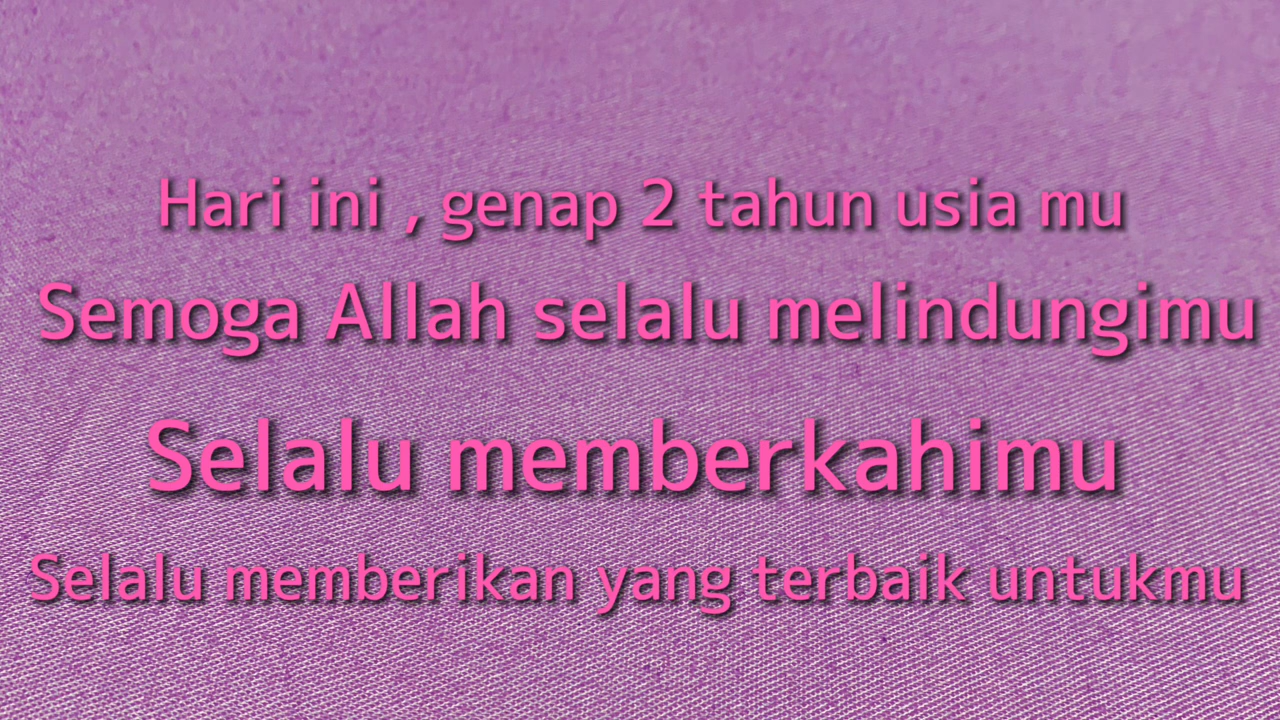 Hari ini , genap 2 tahun usia mu
Semoga Allah selalu melindungimu
Selalu memberkahimu
Selalu memberikan yang terbaik untukmu